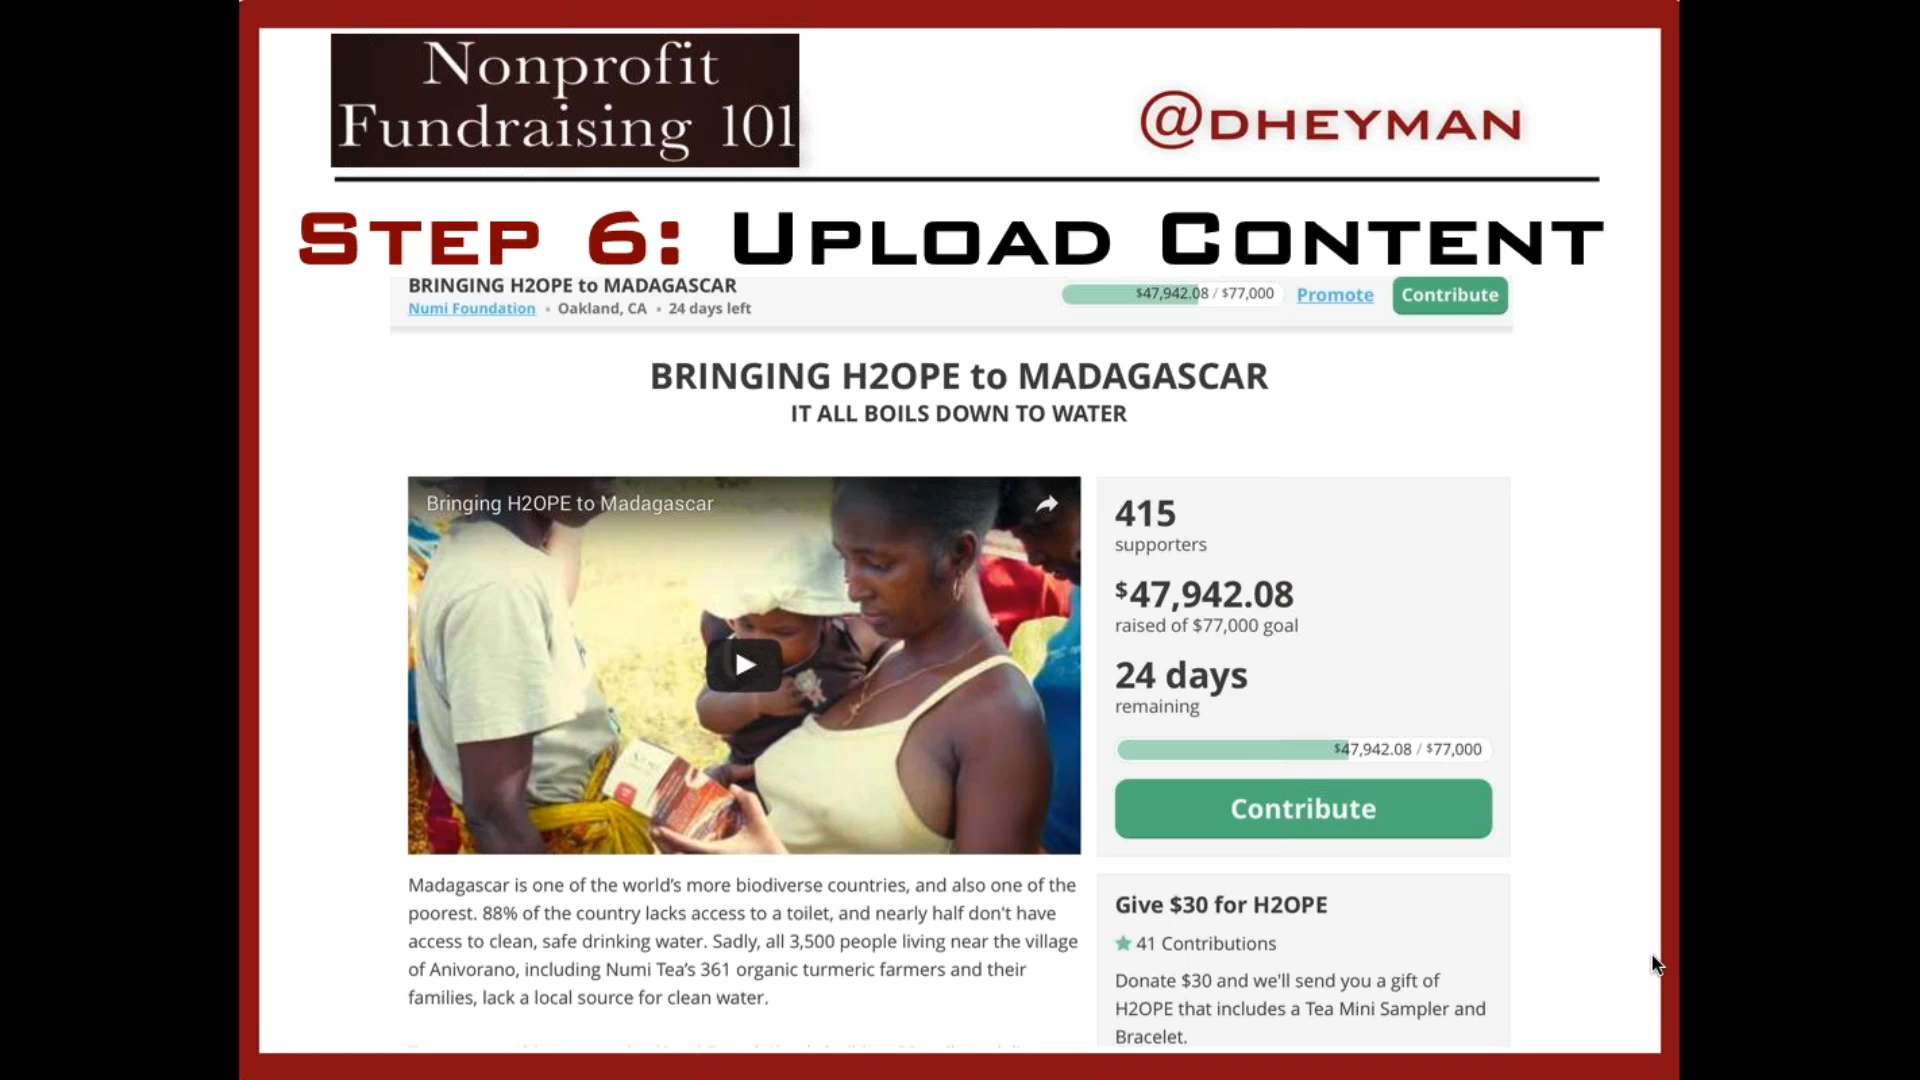 Nonprofit
Fundraising 101
@DHEYMAN
STEP 6: UPLOAD CONTENT
BRINGING H2OPE to MADAGASCAR
Numi Foundation • Oakland, CA • 24 days left
$47,942.08 / $77,000
Promote
Contribute
BRINGING H2OPE to MADAGASCAR
IT ALL BOILS DOWN TO WATER
Bringing H2OPE to Madagascar
NUMI
415
supporters
$47,942.08
raised of $77,000 goal
24 days
remaining
$47,942.08 / $77,000
Contribute
Madagascar is one of the world’s more biodiverse countries, and also one of the
poorest. 88% of the country lacks access to a toilet, and nearly half don't have
access to clean, safe drinking water. Sadly, all 3,500 people living near the village
of Anivorano, including Numi Tea’s 361 organic turmeric farmers and their
families, lack a local source for clean water.
Give $30 for H2OPE
41 Contributions
Donate $30 and we'll send you a gift of
H2OPE that includes a Tea Mini Sampler and
Bracelet.